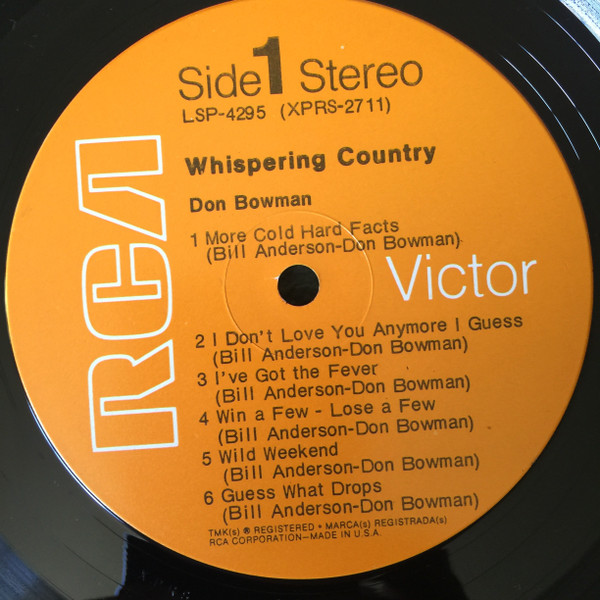 Side 1 Stereo
LSP-4295 (XPRS-2711)
Whispering Country
Don Bowman
1 More Cold Hard Facts
(Bill Anderson-Don Bowman)
RCA Victor
2 I Don't Love You Anymore I Guess
(Bill Anderson-Don Bowman)
3 I've Got the Fever
(Bill Anderson-Don Bowman)
4 Win a Few - Lose a Few
(Bill Anderson-Don Bowman)
5 Wild Weekend
(Bill Anderson-Don Bowman)
6 Guess What Drops
(Bill Anderson-Don Bowman)
TMK(s) ® REGISTERED • MARCA(s) REGISTRADA(s)
RCA CORPORATION—MADE IN U.S.A.